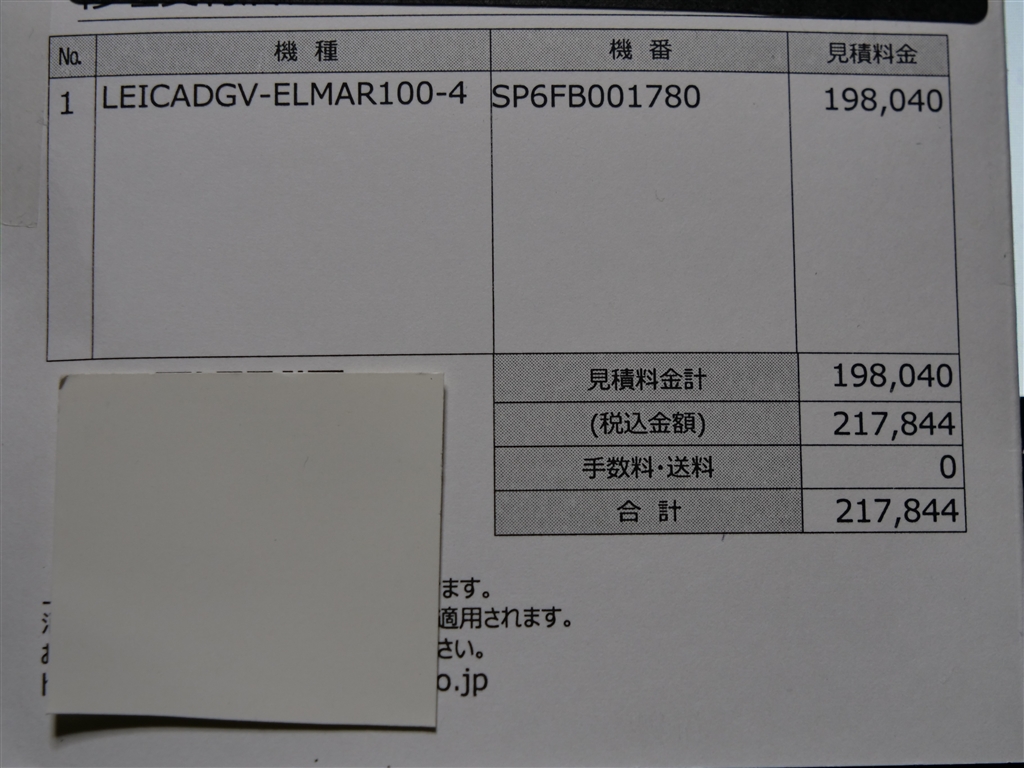 No. 機種 機番 見積料金
1 LEICADGV-ELMAR100-4 SP6FB001780 198,040
見積料金計 198,040
(税込金額) 217,844
手数料・送料 0
合計 217,844
ます。
適用されます。
さい。
o.jp